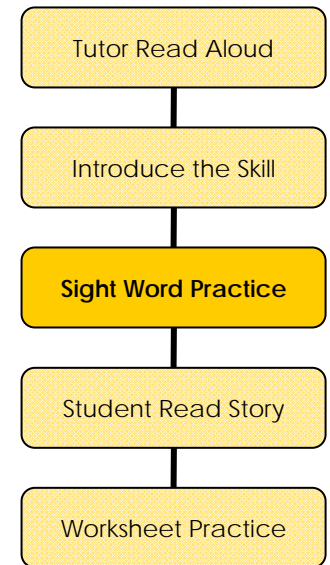 Tutor Read Aloud
Introduce the Skill
Sight Word Practice
Student Read Story
Worksheet Practice